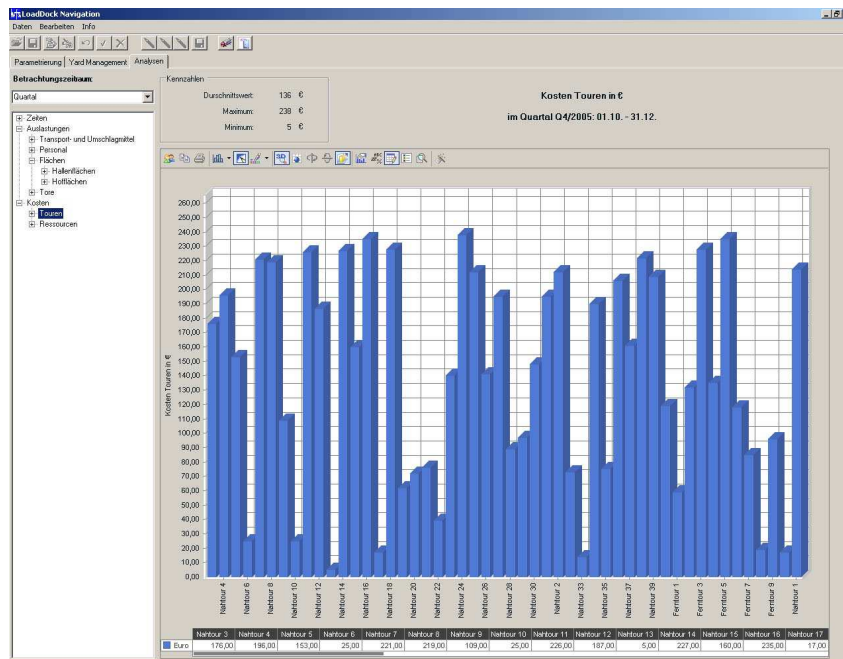 LoadDock Navigation
Daten Bearbeiten Info
Parametrierung Yard Management Analysen
Betrachtungszeitraum:
Quartal
Zeiten
Auslastungen
Transport- und Umschlagmittel
Personal
Flächen
Hallenflächen
Hofflächen
Tore
Kosten
Touren
Ressourcen
Kennzahlen
Durschnittswert: 136 €
Maximum: 238 €
Minimum: 5 €
Kosten Touren in €
im Quartal Q4/2005: 01.10. - 31.12.
3D
Kosten Touren in €
260,00
250,00
240,00
230,00
220,00
210,00
200,00
190,00
180,00
170,00
160,00
150,00
140,00
130,00
120,00
110,00
100,00
90,00
80,00
70,00
60,00
50,00
40,00
30,00
20,00
10,00
0,00
Nahtour 4
Nahtour 6
Nahtour 8
Nahtour 10
Nahtour 12
Nahtour 14
Nahtour 16
Nahtour 18
Nahtour 20
Nahtour 22
Nahtour 24
Nahtour 26
Nahtour 28
Nahtour 30
Nahtour 2
Nahtour 33
Nahtour 35
Nahtour 37
Nahtour 39
Ferntour 1
Ferntour 3
Ferntour 5
Ferntour 7
Ferntour 9
Nahtour 1
Nahtour 3 Nahtour 4 Nahtour 5 Nahtour 6 Nahtour 7 Nahtour 8 Nahtour 9 Nahtour 10 Nahtour 11 Nahtour 12 Nahtour 13 Nahtour 14 Nahtour 15 Nahtour 16 Nahtour 17
Euro 176,00 196,00 153,00 25,00 221,00 219,00 109,00 25,00 226,00 187,00 5,00 227,00 160,00 235,00 17,00